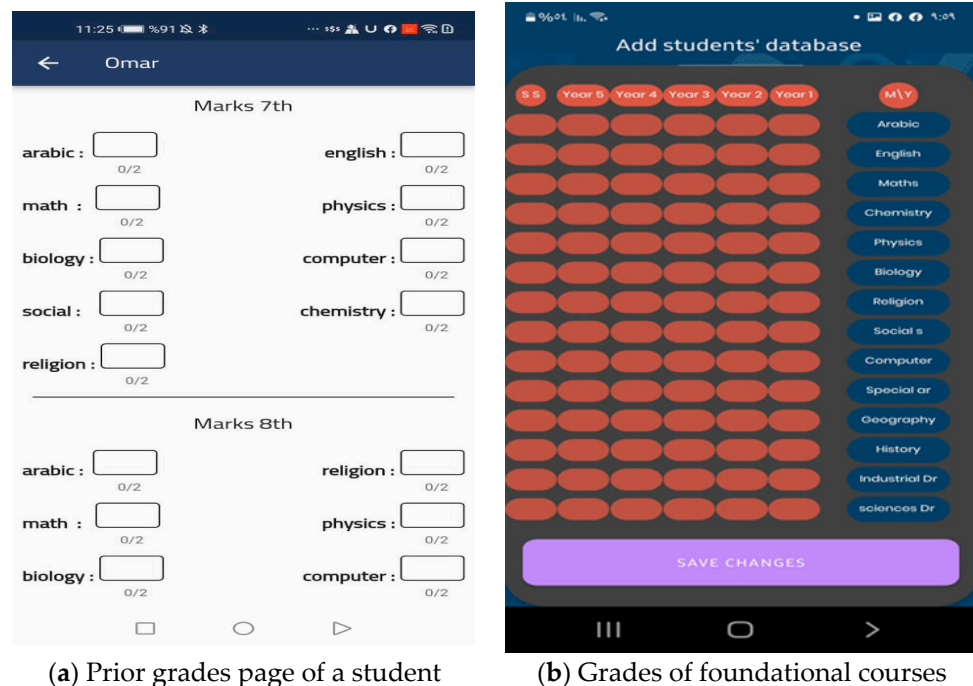 11:25 %91
Omar
Marks 7th
arabic : english :
0/2 0/2
math : physics :
0/2 0/2
biology : computer :
0/2 0/2
social : chemistry :
0/2 0/2
religion :
0/2
Marks 8th
arabic : religion :
0/2 0/2
math : physics :
0/2 0/2
biology : computer :
0/2 0/2
(a) Prior grades page of a student
%٥٤ ٩:٥٩
Add students' database
S S Year 5 Year 4 Year 3 Year 2 Year 1 M\Y
Arabic
English
Maths
Chemistry
Physics
Biology
Religion
Social s
Computer
Special ar
Geography
History
Industrial Dr
sciences Dr
SAVE CHANGES
(b) Grades of foundational courses